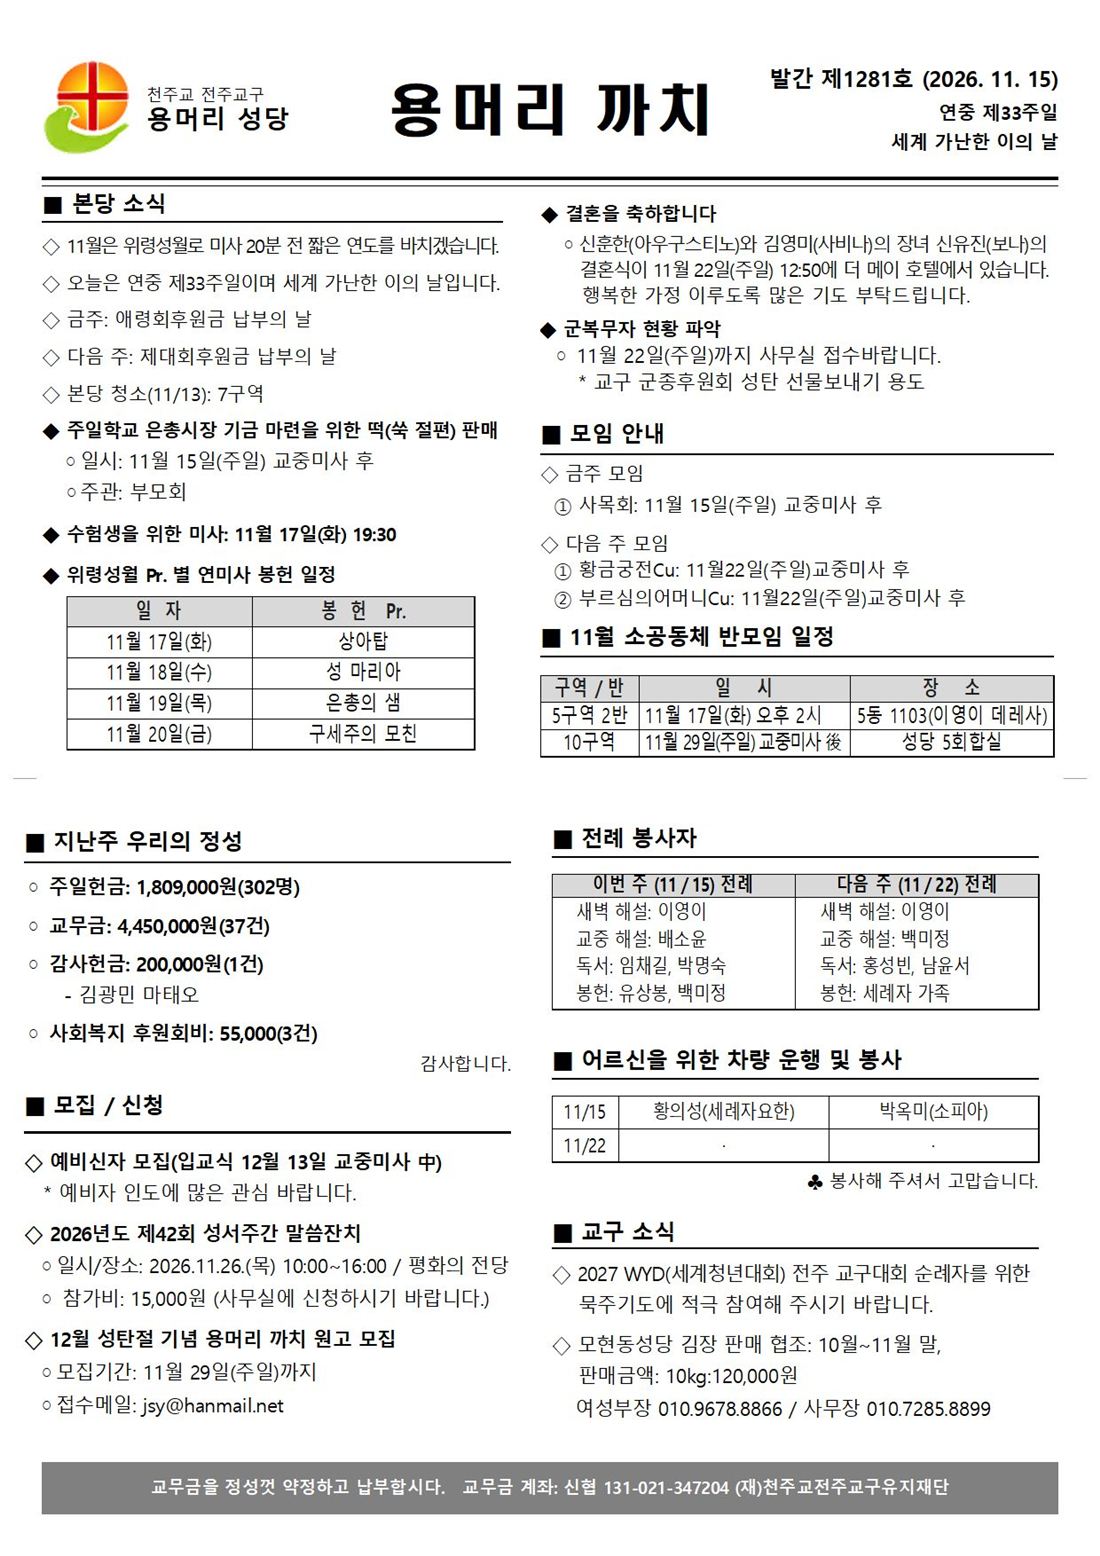 천주교 전주교구
용머리 성당
용머리 까치
발간 제1281호 (2026. 11. 15)
연중 제33주일
세계 가난한 이의 날
■ 본당 소식
◇ 11월은 위령성월로 미사 20분 전 짧은 연도를 바치겠습니다.
◇ 오늘은 연중 제33주일이며 세계 가난한 이의 날입니다.
◇ 금주: 애령회후원금 납부의 날
◇ 다음 주: 제대회후원금 납부의 날
◇ 본당 청소(11/13): 7구역
◆ 주일학교 은총시장 기금 마련을 위한 떡(쑥 절편) 판매
○ 일시: 11월 15일(주일) 교중미사 후
○ 주관: 부모회
◆ 수험생을 위한 미사: 11월 17일(화) 19:30
◆ 위령성월 Pr. 별 연미사 봉헌 일정
일 자 봉 헌 Pr.
11월 17일(화) 상아탑
11월 18일(수) 성 마리아
11월 19일(목) 은총의 샘
11월 20일(금) 구세주의 모친
◆ 결혼을 축하합니다
○ 신훈한(아우구스티노)와 김영미(사비나)의 장녀 신유진(보나)의
결혼식이 11월 22일(주일) 12:50에 더 메이 호텔에서 있습니다.
행복한 가정 이루도록 많은 기도 부탁드립니다.
◆ 군복무자 현황 파악
○ 11월 22일(주일)까지 사무실 접수바랍니다.
* 교구 군종후원회 성탄 선물보내기 용도
■ 모임 안내
◇ 금주 모임
① 사목회: 11월 15일(주일) 교중미사 후
◇ 다음 주 모임
① 황금궁전Cu: 11월22일(주일)교중미사 후
② 부르심의어머니Cu: 11월22일(주일)교중미사 후
■ 11월 소공동체 반모임 일정
구역 / 반 일 시 장 소
5구역 2반 11월 17일(화) 오후 2시 5동 1103(이영이 데레사)
10구역 11월 29일(주일) 교중미사 後 성당 5회합실
■ 지난주 우리의 정성
○ 주일헌금: 1,809,000원(302명)
○ 교무금: 4,450,000원(37건)
○ 감사헌금: 200,000원(1건)
- 김광민 마태오
○ 사회복지 후원회비: 55,000(3건)
감사합니다.
■ 모집 / 신청
◇ 예비신자 모집(입교식 12월 13일 교중미사 中)
* 예비자 인도에 많은 관심 바랍니다.
◇ 2026년도 제42회 성서주간 말씀잔치
○ 일시/장소: 2026.11.26.(목) 10:00~16:00 / 평화의 전당
○ 참가비: 15,000원 (사무실에 신청하시기 바랍니다.)
◇ 12월 성탄절 기념 용머리 까치 원고 모집
○ 모집기간: 11월 29일(주일)까지
○ 접수메일: jsy@hanmail.net
■ 전례 봉사자
이번 주 (11 / 15) 전례 다음 주 (11 / 22) 전례
새벽 해설: 이영이 새벽 해설: 이영이
교중 해설: 배소윤 교중 해설: 백미정
독서: 임채길, 박명숙 독서: 홍성빈, 남윤서
봉헌: 유상봉, 백미정 봉헌: 세례자 가족
■ 어르신을 위한 차량 운행 및 봉사
11/15 황의성(세례자요한) 박옥미(소피아)
11/22 . .
♣ 봉사해 주셔서 고맙습니다.
■ 교구 소식
◇ 2027 WYD(세계청년대회) 전주 교구대회 순례자를 위한
묵주기도에 적극 참여해 주시기 바랍니다.
◇ 모현동성당 김장 판매 협조: 10월~11월 말,
판매금액: 10kg:120,000원
여성부장 010.9678.8866 / 사무장 010.7285.8899
교무금을 정성껏 약정하고 납부합시다. 교무금 계좌: 신협 131-021-347204 (재)천주교전주교구유지재단